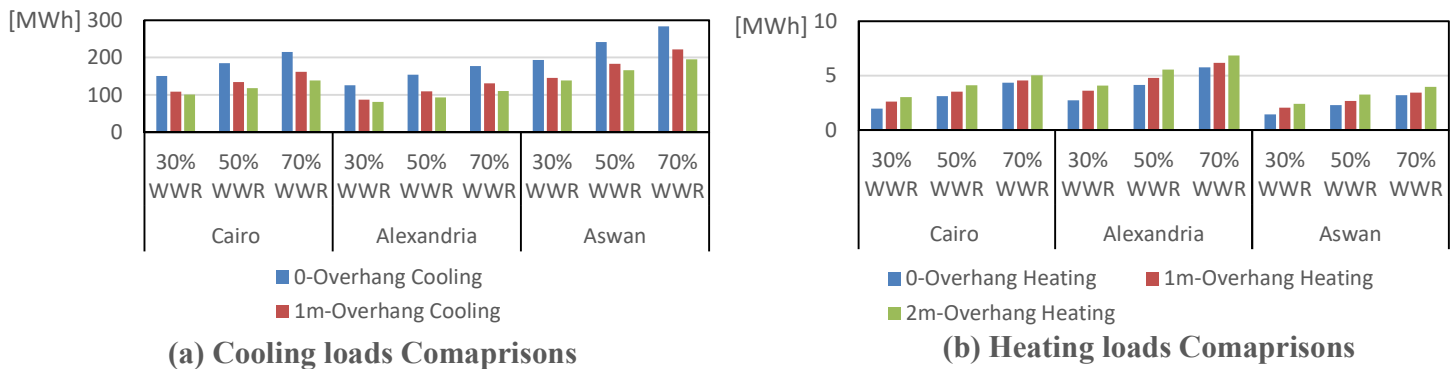 [MWh]
300
200
100
0
30% 50% 70% 30% 50% 70% 30% 50% 70%
WWR WWR WWR WWR WWR WWR WWR WWR WWR
Cairo Alexandria Aswan
0-Overhang Cooling
1m-Overhang Cooling
(a) Cooling loads Comaprisons
[MWh]
10
5
0
30% 50% 70% 30% 50% 70% 30% 50% 70%
WWR WWR WWR WWR WWR WWR WWR WWR WWR
Cairo Alexandria Aswan
0-Overhang Heating 1m-Overhang Heating
2m-Overhang Heating
(b) Heating loads Comaprisons